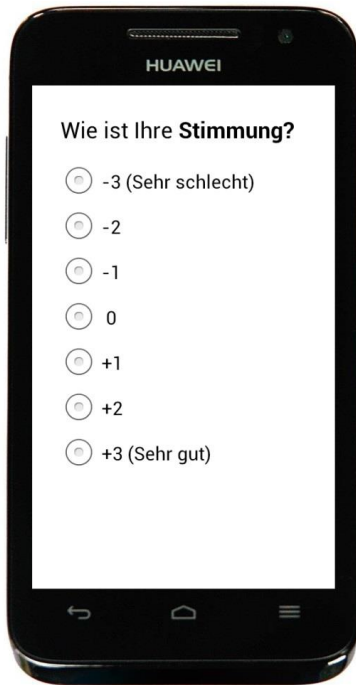 HUAWEI
Wie ist Ihre Stimmung?
-3 (Sehr schlecht)
-2
-1
0
+1
+2
+3 (Sehr gut)